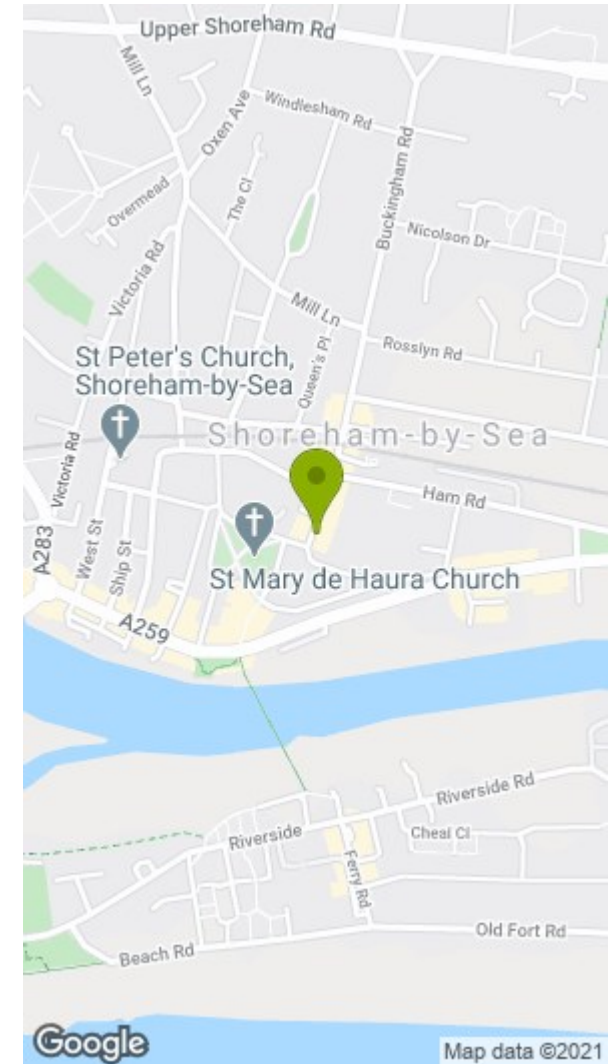 Upper Shoreham Rd
Mill Ln
Oxen Ave
Windlesham Rd
Buckingham Rd
Overmead
The Cl
Nicolson Dr
Victoria Rd
Mill Ln
Queen's Pl
Rosslyn Rd
St Peter's Church,
Shoreham-by-Sea
Shoreham-by-Sea
Victoria Rd
Ham Rd
A283
West St
Ship St
St Mary de Haura Church
A259
Riverside Rd
Riverside
Cheal Cl
Ferry Rd
Old Fort Rd
Beach Rd
Google
Map data ©2021